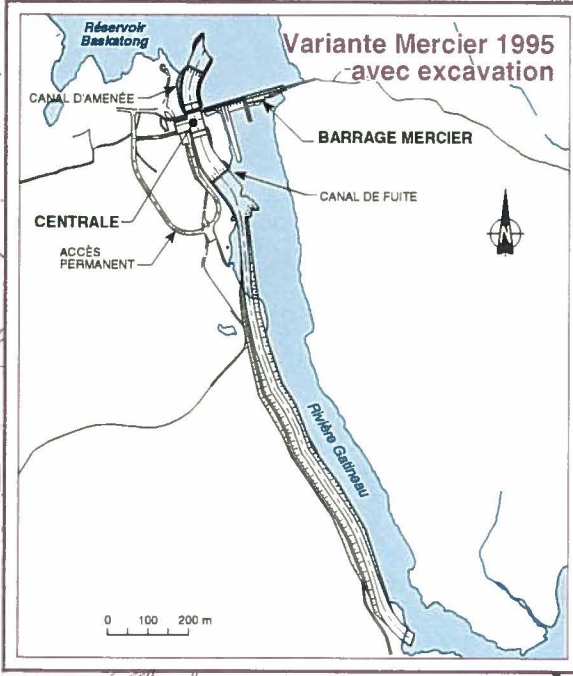 Réservoir
Baskatong
Variante Mercier 1995
avec excavation
CANAL D'AMENÉE
BARRAGE MERCIER
CANAL DE FUITE
CENTRALE
ACCÈS
PERMANENT
N
Rivière Gatineau
0 100 200 m